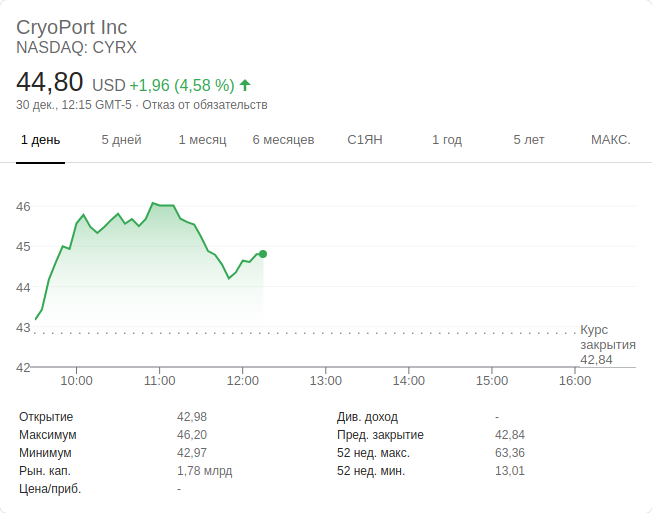 CryoPort Inc
NASDAQ: CYRX
44,80 USD +1,96 (4,58 %)
30 дек., 12:15 GMT-5 · Отказ от обязательств
1 день 5 дней 1 месяц 6 месяцев С1ЯН 1 год 5 лет МАКС.
46
45
44
43
42
Курс
закрытия
42,84
10:00 11:00 12:00 13:00 14:00 15:00 16:00
Открытие 42,98 Див. доход -
Максимум 46,20 Пред. закрытие 42,84
Минимум 42,97 52 нед. макс. 63,36
Рын. кап. 1,78 млрд 52 нед. мин. 13,01
Цена/приб. -